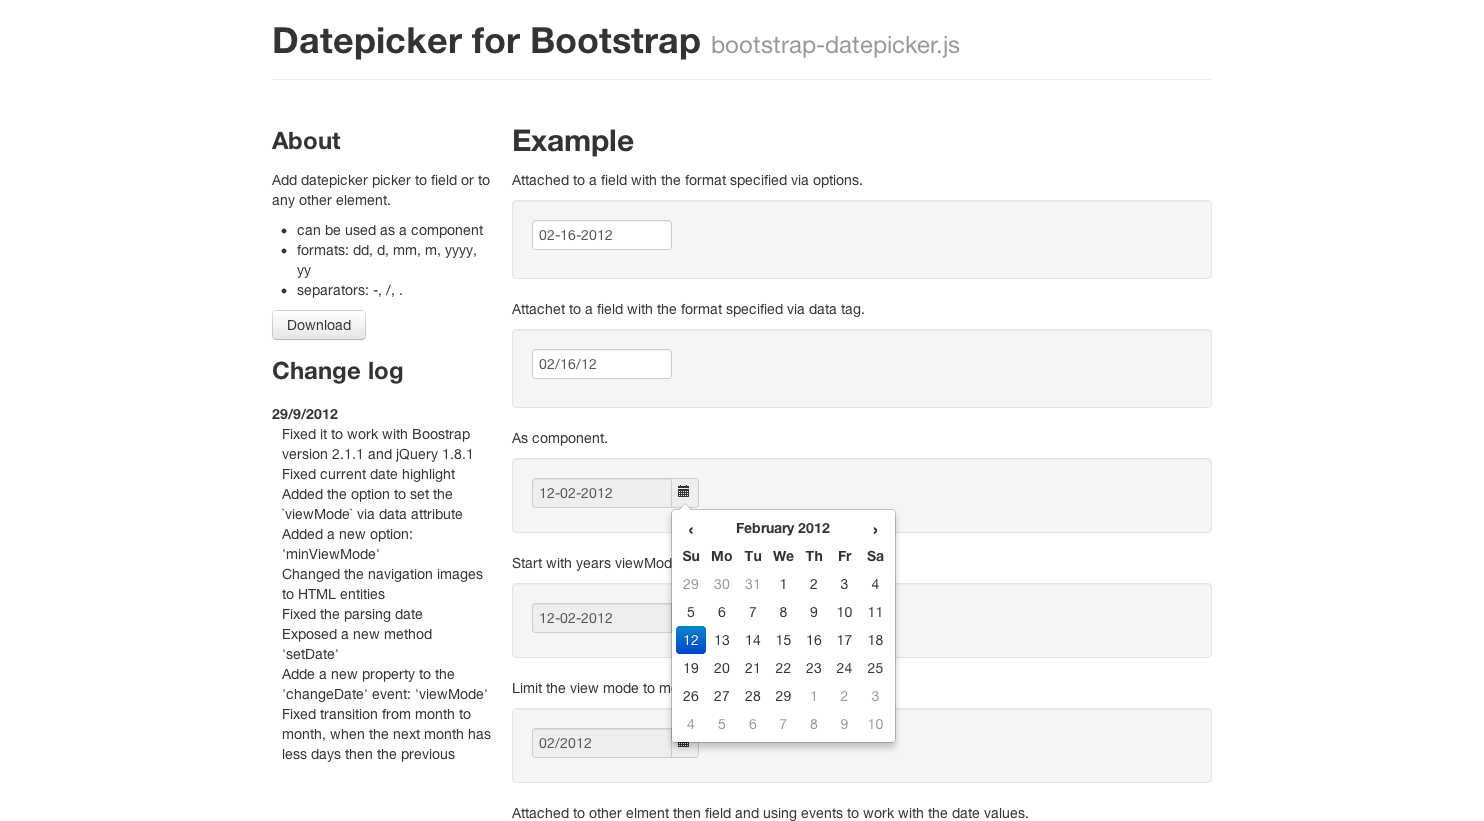 Datepicker for Bootstrap bootstrap-datepicker.js
About
Add datepicker picker to field or to
any other element.
• can be used as a component
• formats: dd, d, mm, m, yyyy,
yy
• separators: -, /, .
Download
Change log
29/9/2012
Fixed it to work with Boostrap
version 2.1.1 and jQuery 1.8.1
Fixed current date highlight
Added the option to set the
`viewMode` via data attribute
Added a new option:
'minViewMode'
Changed the navigation images
to HTML entities
Fixed the parsing date
Exposed a new method
'setDate'
Adde a new property to the
'changeDate' event: 'viewMode'
Fixed transition from month to
month, when the next month has
less days then the previous
Example
Attached to a field with the format specified via options.
02-16-2012
Attachet to a field with the format specified via data tag.
02/16/12
As component.
12-02-2012
‹ February 2012 ›
Su Mo Tu We Th Fr Sa
29 30 31 1 2 3 4
5 6 7 8 9 10 11
12 13 14 15 16 17 18
19 20 21 22 23 24 25
26 27 28 29 1 2 3
4 5 6 7 8 9 10
Start with years viewMod
12-02-2012
Limit the view mode to m
02/2012
Attached to other elment then field and using events to work with the date values.